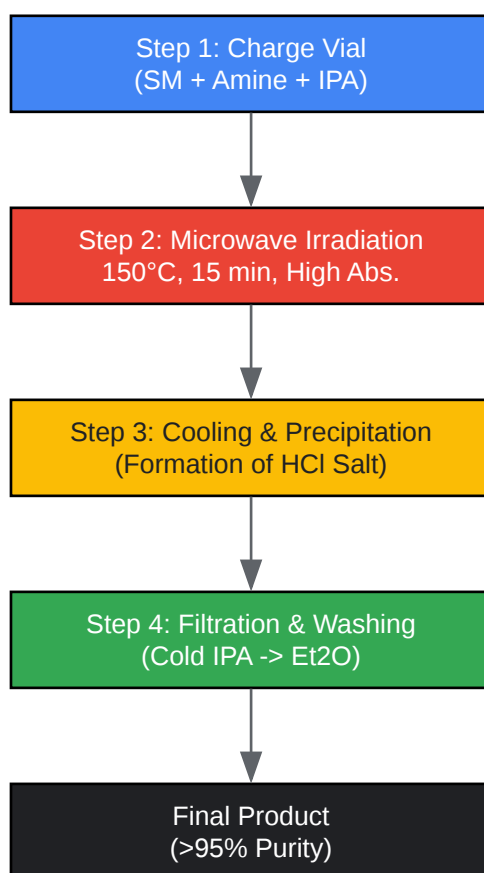 Step 1: Charge Vial
(SM + Amine + IPA)
Step 2: Microwave Irradiation
150°C, 15 min, High Abs.
Step 3: Cooling & Precipitation
(Formation of HCl Salt)
Step 4: Filtration & Washing
(Cold IPA -> Et2O)
Final Product
(>95% Purity)